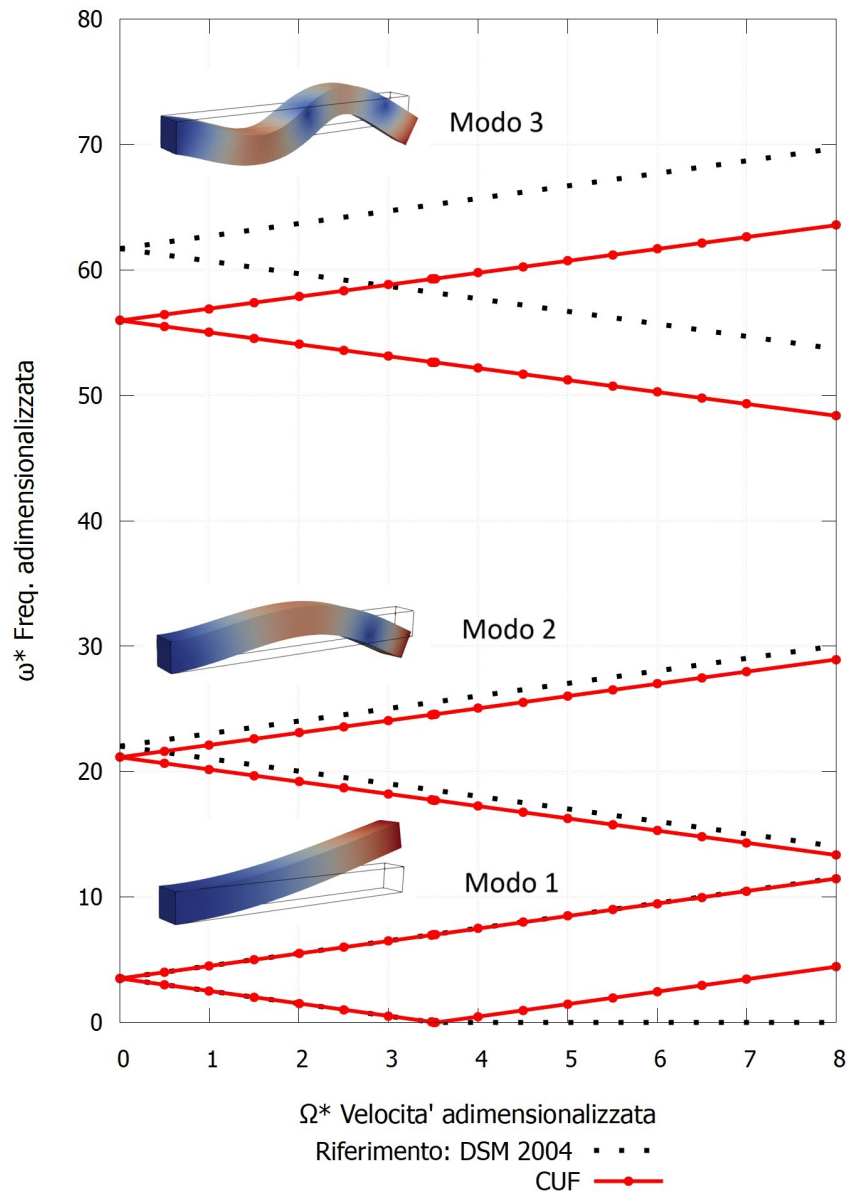 80
70
60
50
40
30
20
10
0
ω* Freq. adimensionalizzata
Modo 3
Modo 2
Modo 1
0 1 2 3 4 5 6 7 8
Ω* Velocita' adimensionalizzata
Riferimento: DSM 2004
CUF